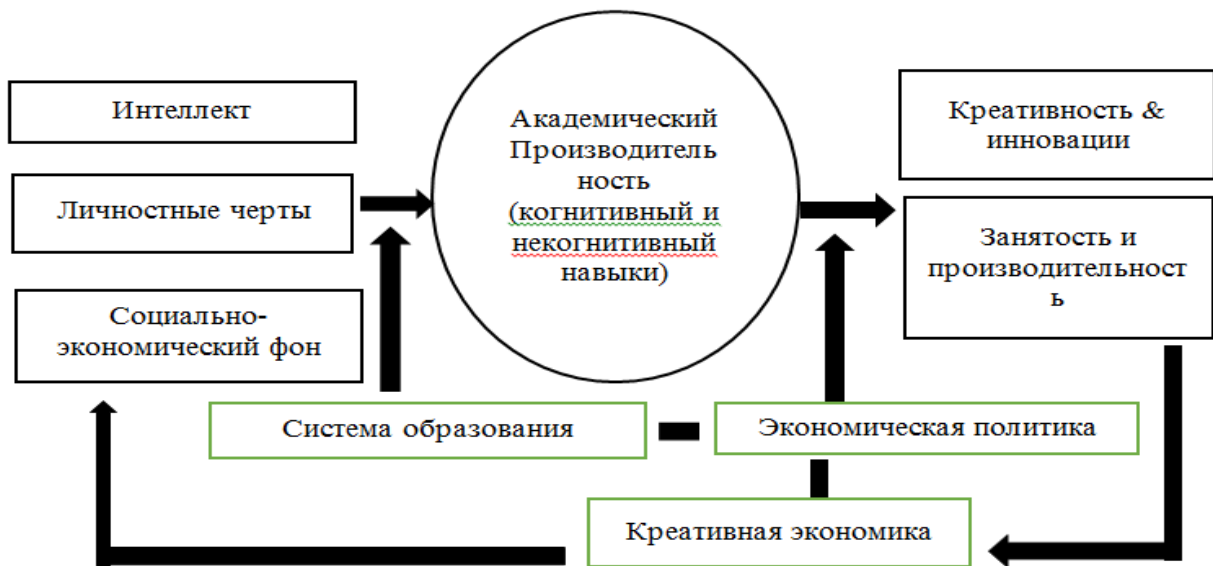 Интеллект
Личностные черты
Социально-
экономический фон
Академический
Производитель
ность
(когнитивный и
некогнитивный
навыки)
Креативность &
инновации
Занятость и
производительност
ь
Система образования
Экономическая политика
Креативная экономика